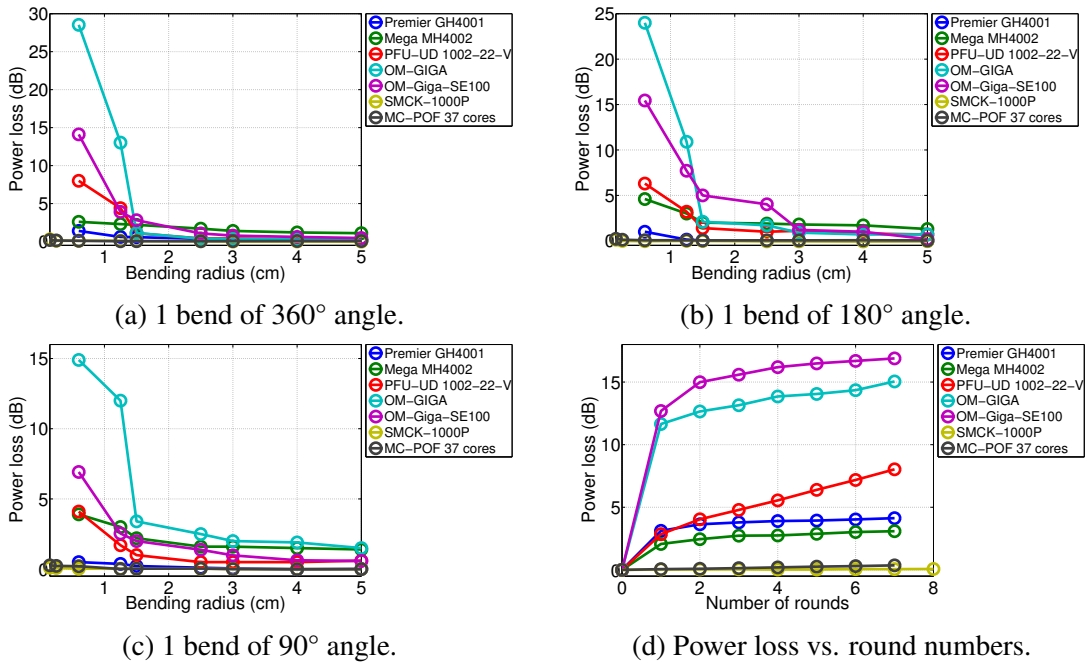 30
25
20
15
10
5
0
Power loss (dB)
1
2
3
4
5
Bending radius (cm)
Premier GH4001
Mega MH4002
PFU-UD 1002-22-V
OM-GIGA
OM-Giga-SE100
SMCK-1000P
MC-POF 37 cores
(a) 1 bend of 360° angle.
25
20
15
10
5
0
Power loss (dB)
1
2
3
4
5
Bending radius (cm)
Premier GH4001
Mega MH4002
PFU-UD 1002-22-V
OM-GIGA
OM-Giga-SE100
SMCK-1000P
MC-POF 37 cores
(b) 1 bend of 180° angle.
15
10
5
0
Power loss (dB)
1
2
3
4
5
Bending radius (cm)
Premier GH4001
Mega MH4002
PFU-UD 1002-22-V
OM-GIGA
OM-Giga-SE100
SMCK-1000P
MC-POF 37 cores
(c) 1 bend of 90° angle.
15
10
5
0
Power loss (dB)
0
2
4
6
8
Number of rounds
Premier GH4001
Mega MH4002
PFU-UD 1002-22-V
OM-GIGA
OM-Giga-SE100
SMCK-1000P
MC-POF 37 cores
(d) Power loss vs. round numbers.